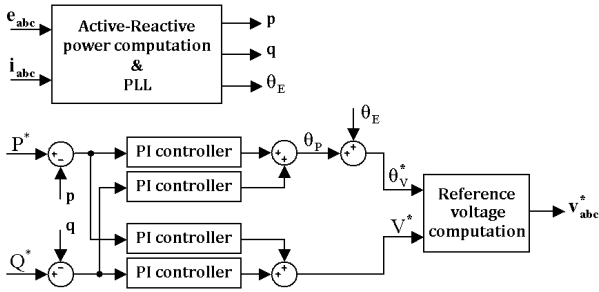 e_abc
i_abc
Active-Reactive
power computation
&
PLL
p
q
θ_E
P*
+
−
p
PI controller
PI controller
+
+
θ_P
θ_E
+
+
θ_V*
q
Q*
+
−
PI controller
PI controller
+
+
V*
Reference
voltage
computation
v*_abc